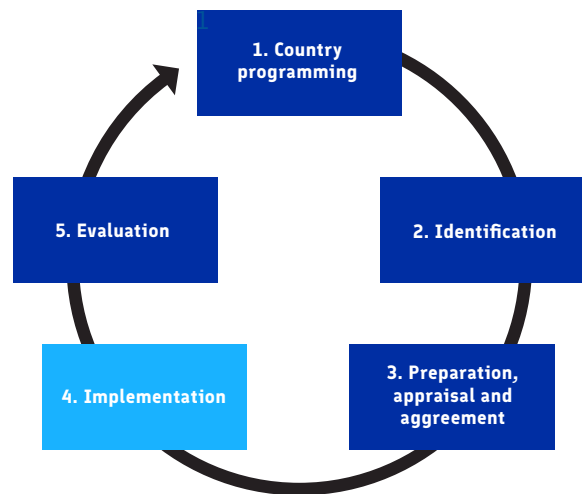 1. Country
programming
2. Identification
3. Preparation,
appraisal and
aggreement
4. Implementation
5. Evaluation